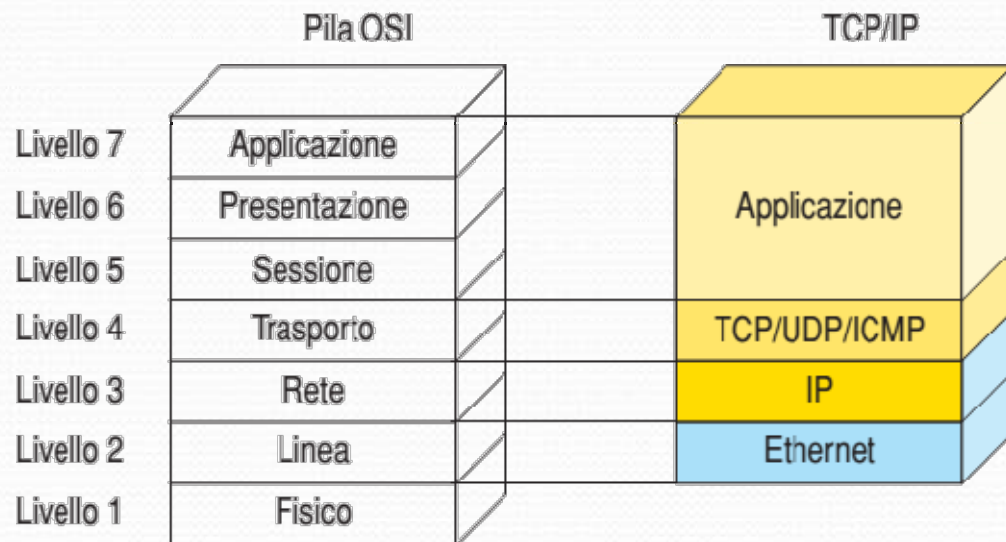 Pila OSI TCP/IP
Livello 7 Applicazione
Livello 6 Presentazione Applicazione
Livello 5 Sessione
Livello 4 Trasporto TCP/UDP/ICMP
Livello 3 Rete IP
Livello 2 Linea Ethernet
Livello 1 Fisico